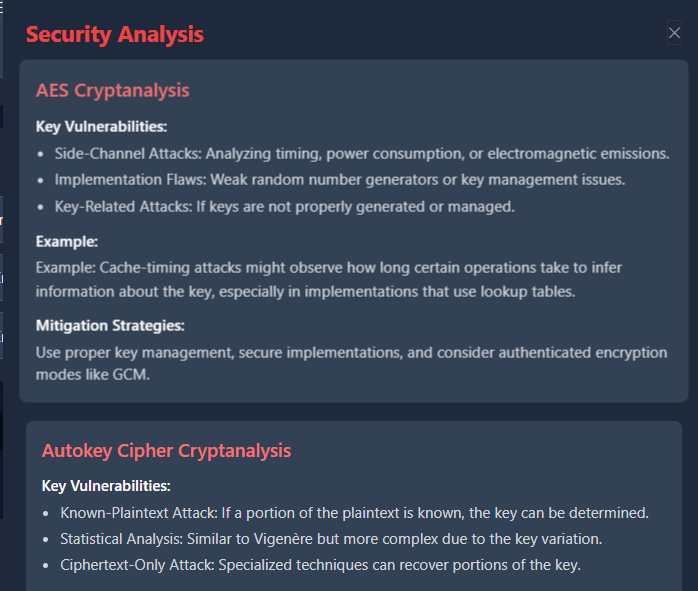 Security Analysis
AES Cryptanalysis
Key Vulnerabilities:
• Side-Channel Attacks: Analyzing timing, power consumption, or electromagnetic emissions.
• Implementation Flaws: Weak random number generators or key management issues.
• Key-Related Attacks: If keys are not properly generated or managed.
Example:
Example: Cache-timing attacks might observe how long certain operations take to infer
information about the key, especially in implementations that use lookup tables.
Mitigation Strategies:
Use proper key management, secure implementations, and consider authenticated encryption
modes like GCM.
Autokey Cipher Cryptanalysis
Key Vulnerabilities:
• Known-Plaintext Attack: If a portion of the plaintext is known, the key can be determined.
• Statistical Analysis: Similar to Vigenère but more complex due to the key variation.
• Ciphertext-Only Attack: Specialized techniques can recover portions of the key.